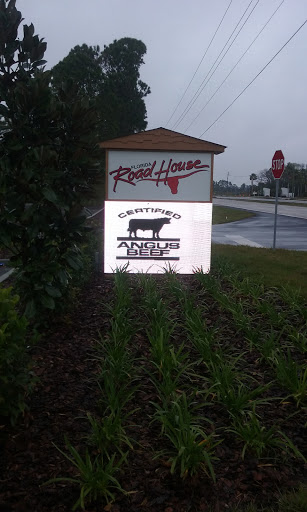 FLORIDA
Road House
CERTIFIED
ANGUS
BEEF
STOP